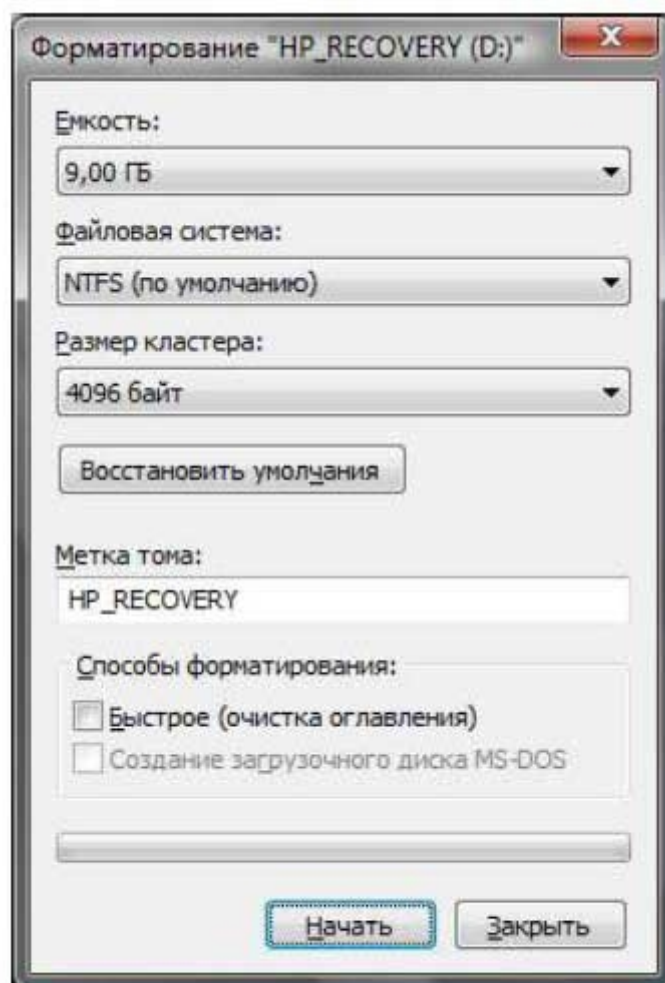 Форматирование "HP_RECOVERY (D:)"
Емкость:
9,00 ГБ
Файловая система:
NTFS (по умолчанию)
Размер кластера:
4096 байт
Восстановить умолчания
Метка тома:
HP_RECOVERY
Способы форматирования:
Быстрое (очистка оглавления)
Создание загрузочного диска MS-DOS
Начать Закрыть